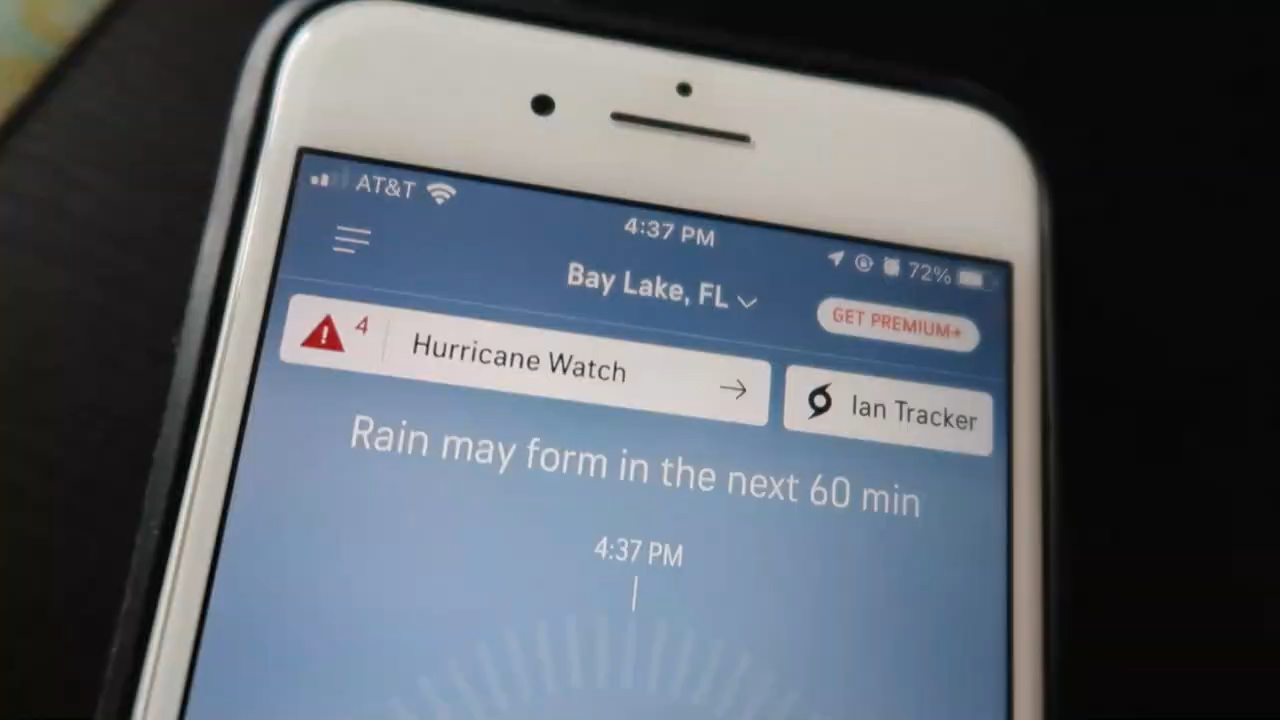 AT&T
4:37 PM
72%
Bay Lake, FL
GET PREMIUM+
4
Hurricane Watch
Ian Tracker
Rain may form in the next 60 min
4:37 PM